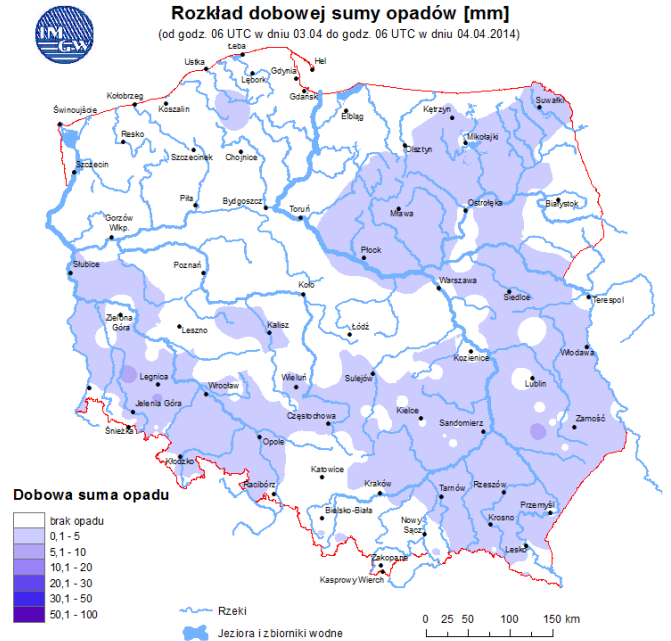 Rozkład dobowej sumy opadów [mm]
(od godz. 06 UTC w dniu 03.04 do godz. 06 UTC w dniu 04.04.2014)
IM
G-W
Łeba
Hel
Ustka
Lębork
Gdynia
Gdańsk
Kołobrzeg
Koszalin
Świnoujście
Elbląg
Kętrzyn
Suwałki
Resko
Szczecinek
Chojnice
Olsztyn
Mikołajki
Szczecin
Piła
Bydgoszcz
Toruń
Mława
Ostrołęka
Białystok
Gorzów
Wlkp.
Płock
Słubice
Poznań
Koło
Warszawa
Siedlce
Terespol
Zielona
Góra
Leszno
Kalisz
Łódź
Kozienice
Włodawa
Legnica
Wrocław
Wieluń
Sulejów
Lublin
Jelenia Góra
Częstochowa
Kielce
Sandomierz
Zamość
Śnieżka
Opole
Kłodzko
Katowice
Racibórz
Kraków
Tarnów
Rzeszów
Przemyśl
Bielsko-Biała
Nowy
Sącz
Krosno
Lesko
Zakopane
Kasprowy Wierch
Dobowa suma opadu
brak opadu
0,1 - 5
5,1 - 10
10,1 - 20
20,1 - 30
30,1 - 50
50,1 - 100
Rzeki
Jeziora i zbiorniki wodne
0 25 50 100 150 km